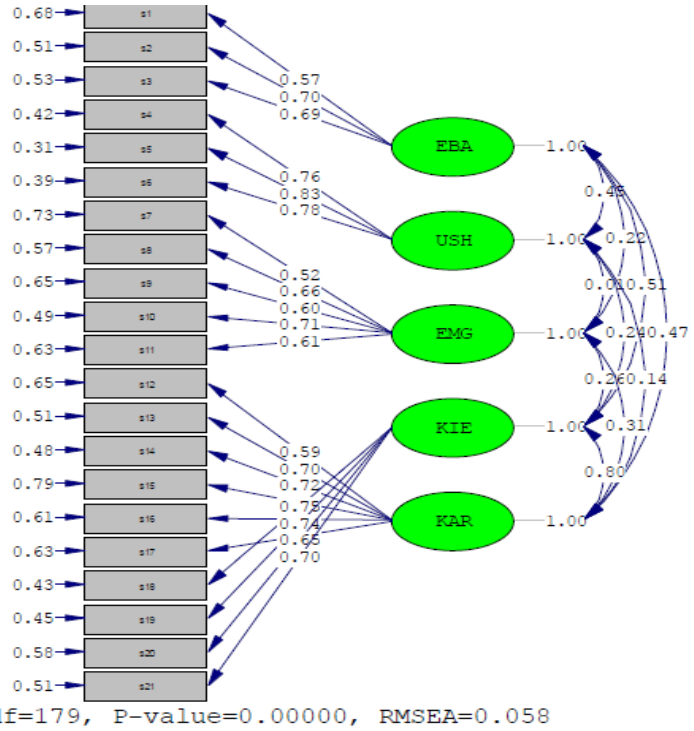 0.68 s1
0.51 s2
0.53 s3
0.42 s4
0.31 s5
0.39 s6
0.73 s7
0.57 s8
0.65 s9
0.49 s10
0.63 s11
0.65 s12
0.51 s13
0.48 s14
0.79 s15
0.61 s16
0.63 s17
0.43 s18
0.45 s19
0.58 s20
0.51 s21
0.57
0.70
0.69
0.76
0.83
0.78
0.52
0.66
0.60
0.71
0.61
0.59
0.70
0.72
0.74
0.65
0.70
EBA 1.00
USH 1.00
EMG 1.00
KIE 1.00
KAR 1.00
0.45
0.22
0.01 0.51
0.24 0.47
0.26 0.14
0.31
0.80
df=179, P-value=0.00000, RMSEA=0.058